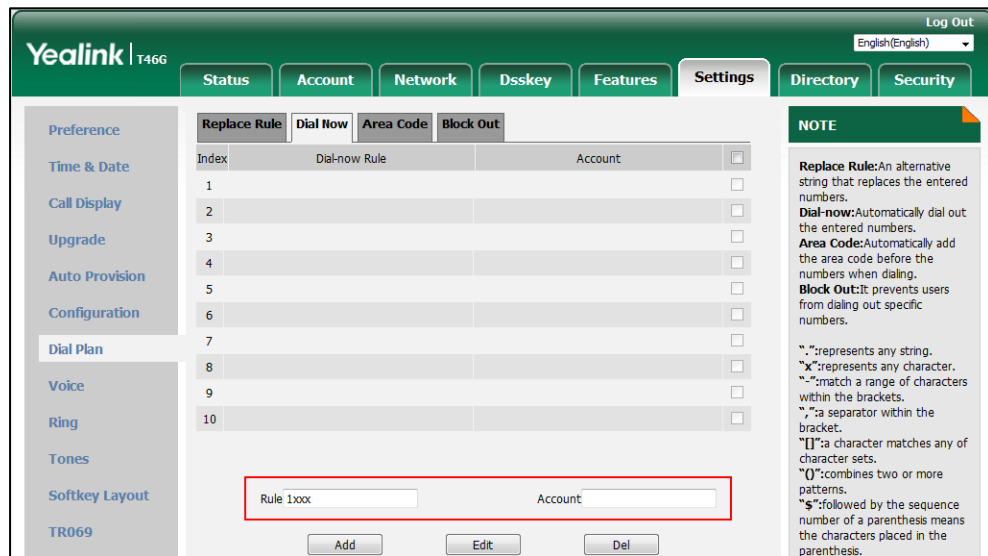 Log Out
Yealink T46G
English(English)
Status Account Network Dsskey Features Settings Directory Security
Preference
Time & Date
Call Display
Upgrade
Auto Provision
Configuration
Dial Plan
Voice
Ring
Tones
Softkey Layout
TR069
Replace Rule Dial Now Area Code Block Out
Index Dial-now Rule Account
1
2
3
4
5
6
7
8
9
10
Rule 1xxx Account
Add Edit Del
NOTE
Replace Rule:An alternative
string that replaces the entered
numbers.
Dial-now:Automatically dial out
the entered numbers.
Area Code:Automatically add
the area code before the
numbers when dialing.
Block Out:It prevents users
from dialing out specific
numbers.
".":represents any string.
"x":represents any character.
"-":match a range of characters
within the brackets.
",":a separator within the
bracket.
"[]":a character matches any of
character sets.
"()":combines two or more
patterns.
"$":followed by the sequence
number of a parenthesis means
the characters placed in the
parenthesis.